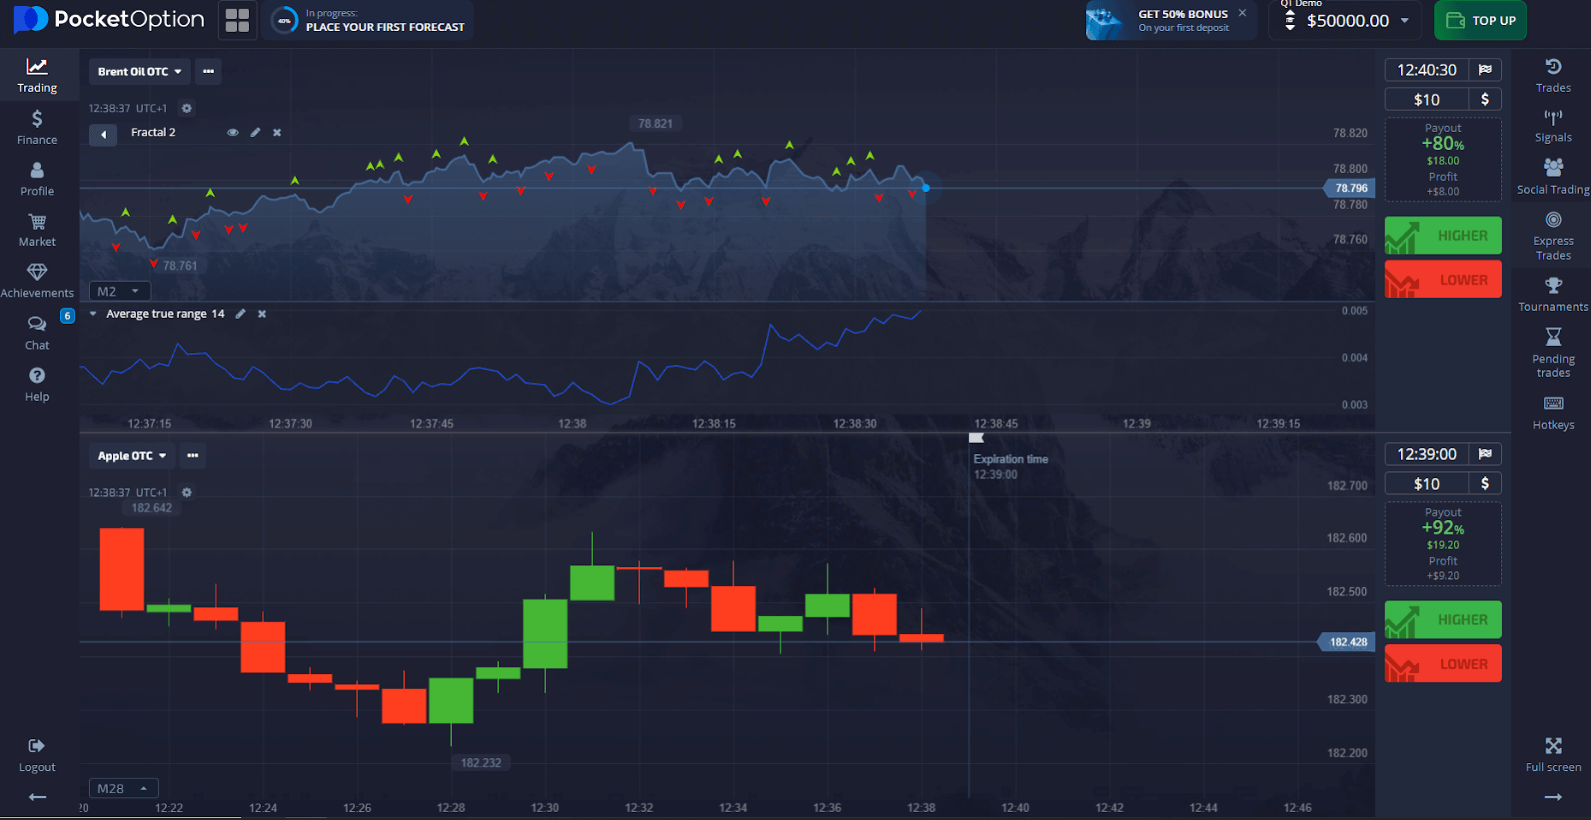 PocketOption
40%
In progress:
PLACE YOUR FIRST FORECAST
GET 50% BONUS
On your first deposit
QT Demo
$50000.00
TOP UP
Trading
Finance
Profile
Market
Achievements
6
Chat
Help
Logout
Brent Oil OTC
12:38:37 UTC+1
Fractal 2
78.821
78.761
M2
78.820
78.800
78.796
78.780
78.760
Average true range 14
0.005
0.004
0.003
12:37:15
12:37:30
12:37:45
12:38
12:38:15
12:38:30
12:38:45
12:39
12:39:15
Apple OTC
12:38:37 UTC+1
182.642
Expiration time
12:39:00
182.232
M28
182.700
182.600
182.500
182.428
182.300
182.200
20
12:22
12:24
12:26
12:28
12:30
12:32
12:34
12:36
12:38
12:40
12:42
12:44
12:46
12:40:30
$10
$
Payout
+80%
$18.00
Profit
+$8.00
HIGHER
LOWER
12:39:00
$10
$
Payout
+92%
$19.20
Profit
+$9.20
HIGHER
LOWER
Trades
Signals
Social Trading
Express
Trades
Tournaments
Pending
trades
Hotkeys
Full screen